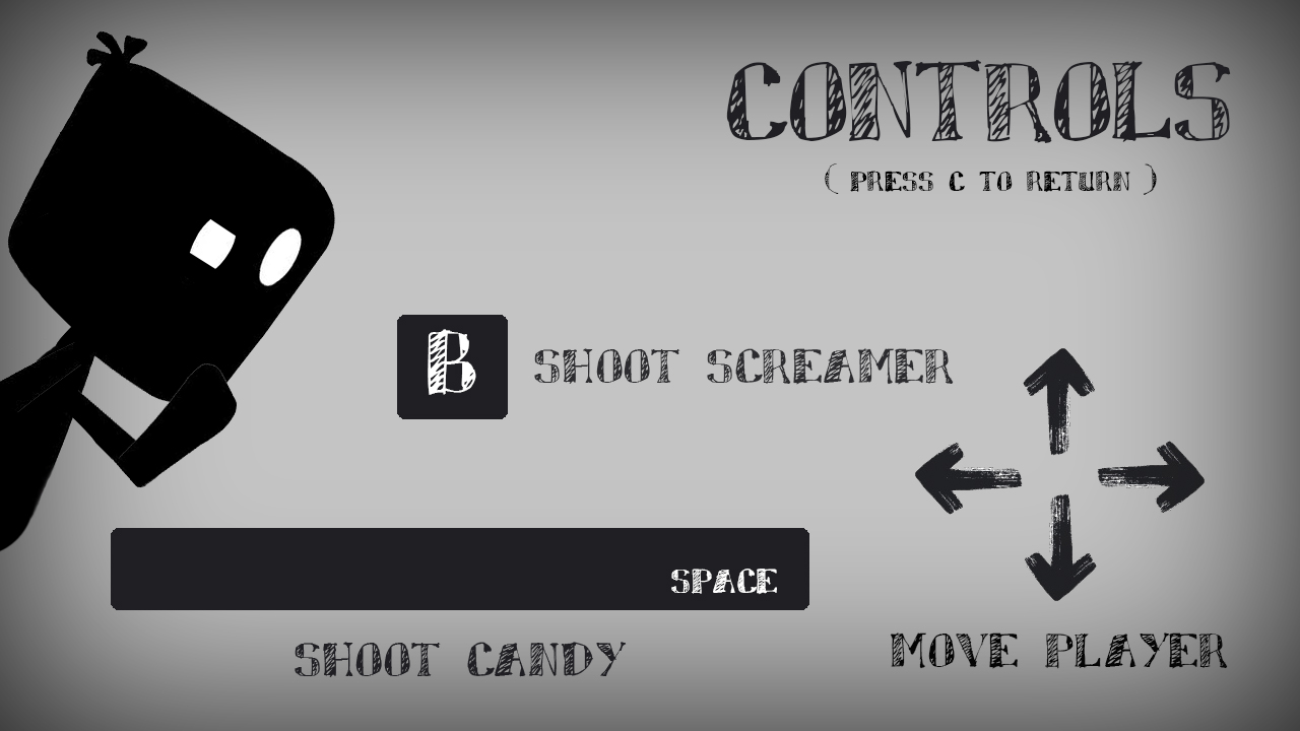 CONTROLS
( PRESS C TO RETURN )
B SHOOT SCREAMER
SPACE
SHOOT CANDY
MOVE PLAYER